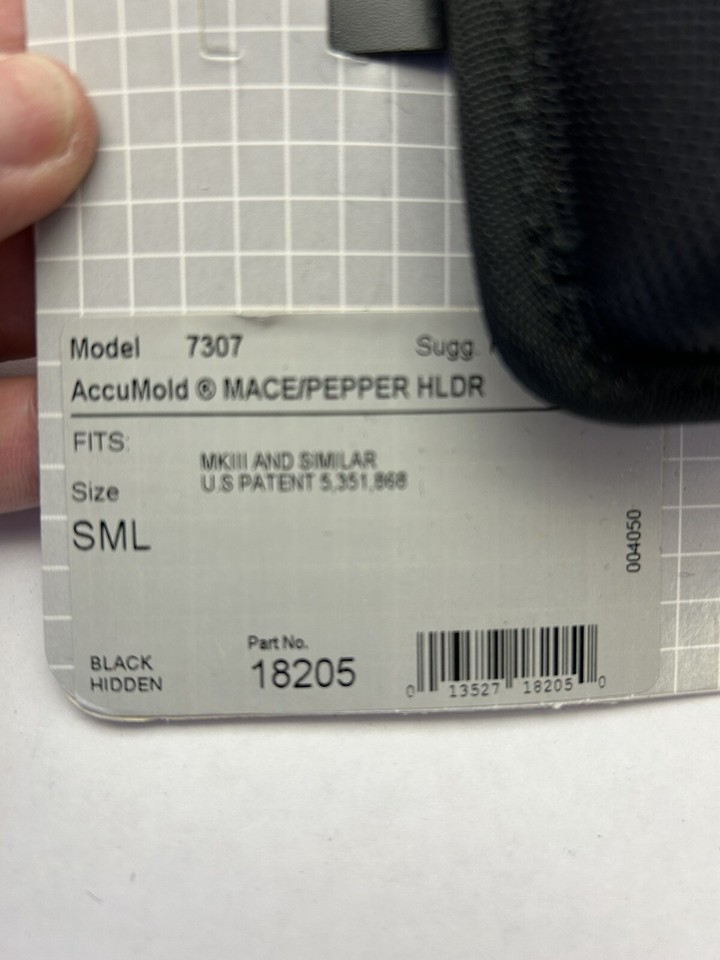 Model 7307 Sugg.
AccuMold ® MACE/PEPPER HLDR
FITS:
MKIII AND SIMILAR
U.S PATENT 5,351,868
Size
SML
004050
BLACK
HIDDEN
Part No.
18205
0 13527 18205 0